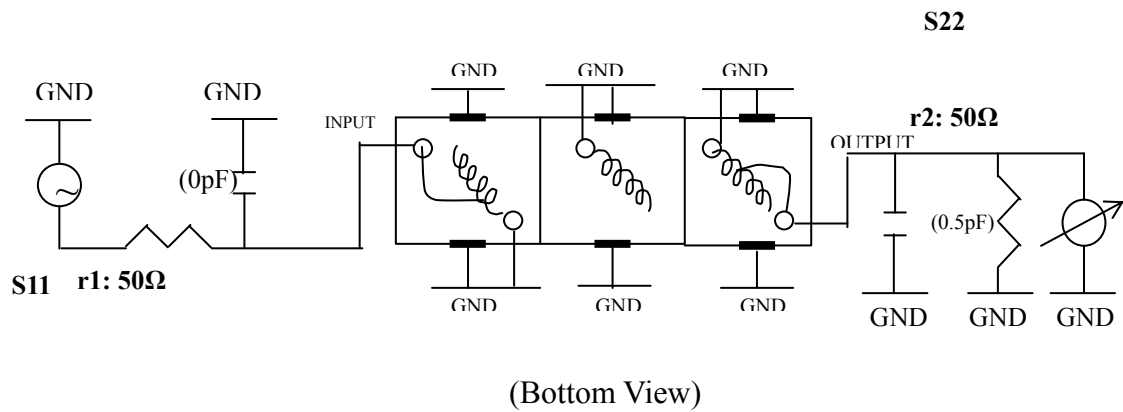 S22
GND
GND
GND
GND
GND
INPUT
r2: 50Ω
OUTPUT
(0pF)
(0.5pF)
S11
r1: 50Ω
GND
GND
GND
GND
GND
GND
(Bottom View)